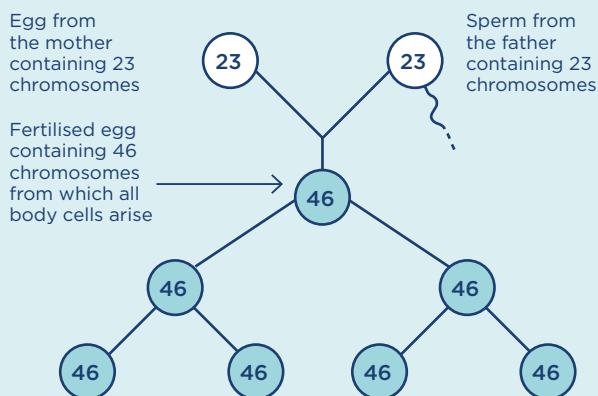 Egg from
the mother
containing 23
chromosomes
Sperm from
the father
containing 23
chromosomes
23
23
Fertilised egg
containing 46
chromosomes
from which all
body cells arise
46
46
46
46
46
46
46